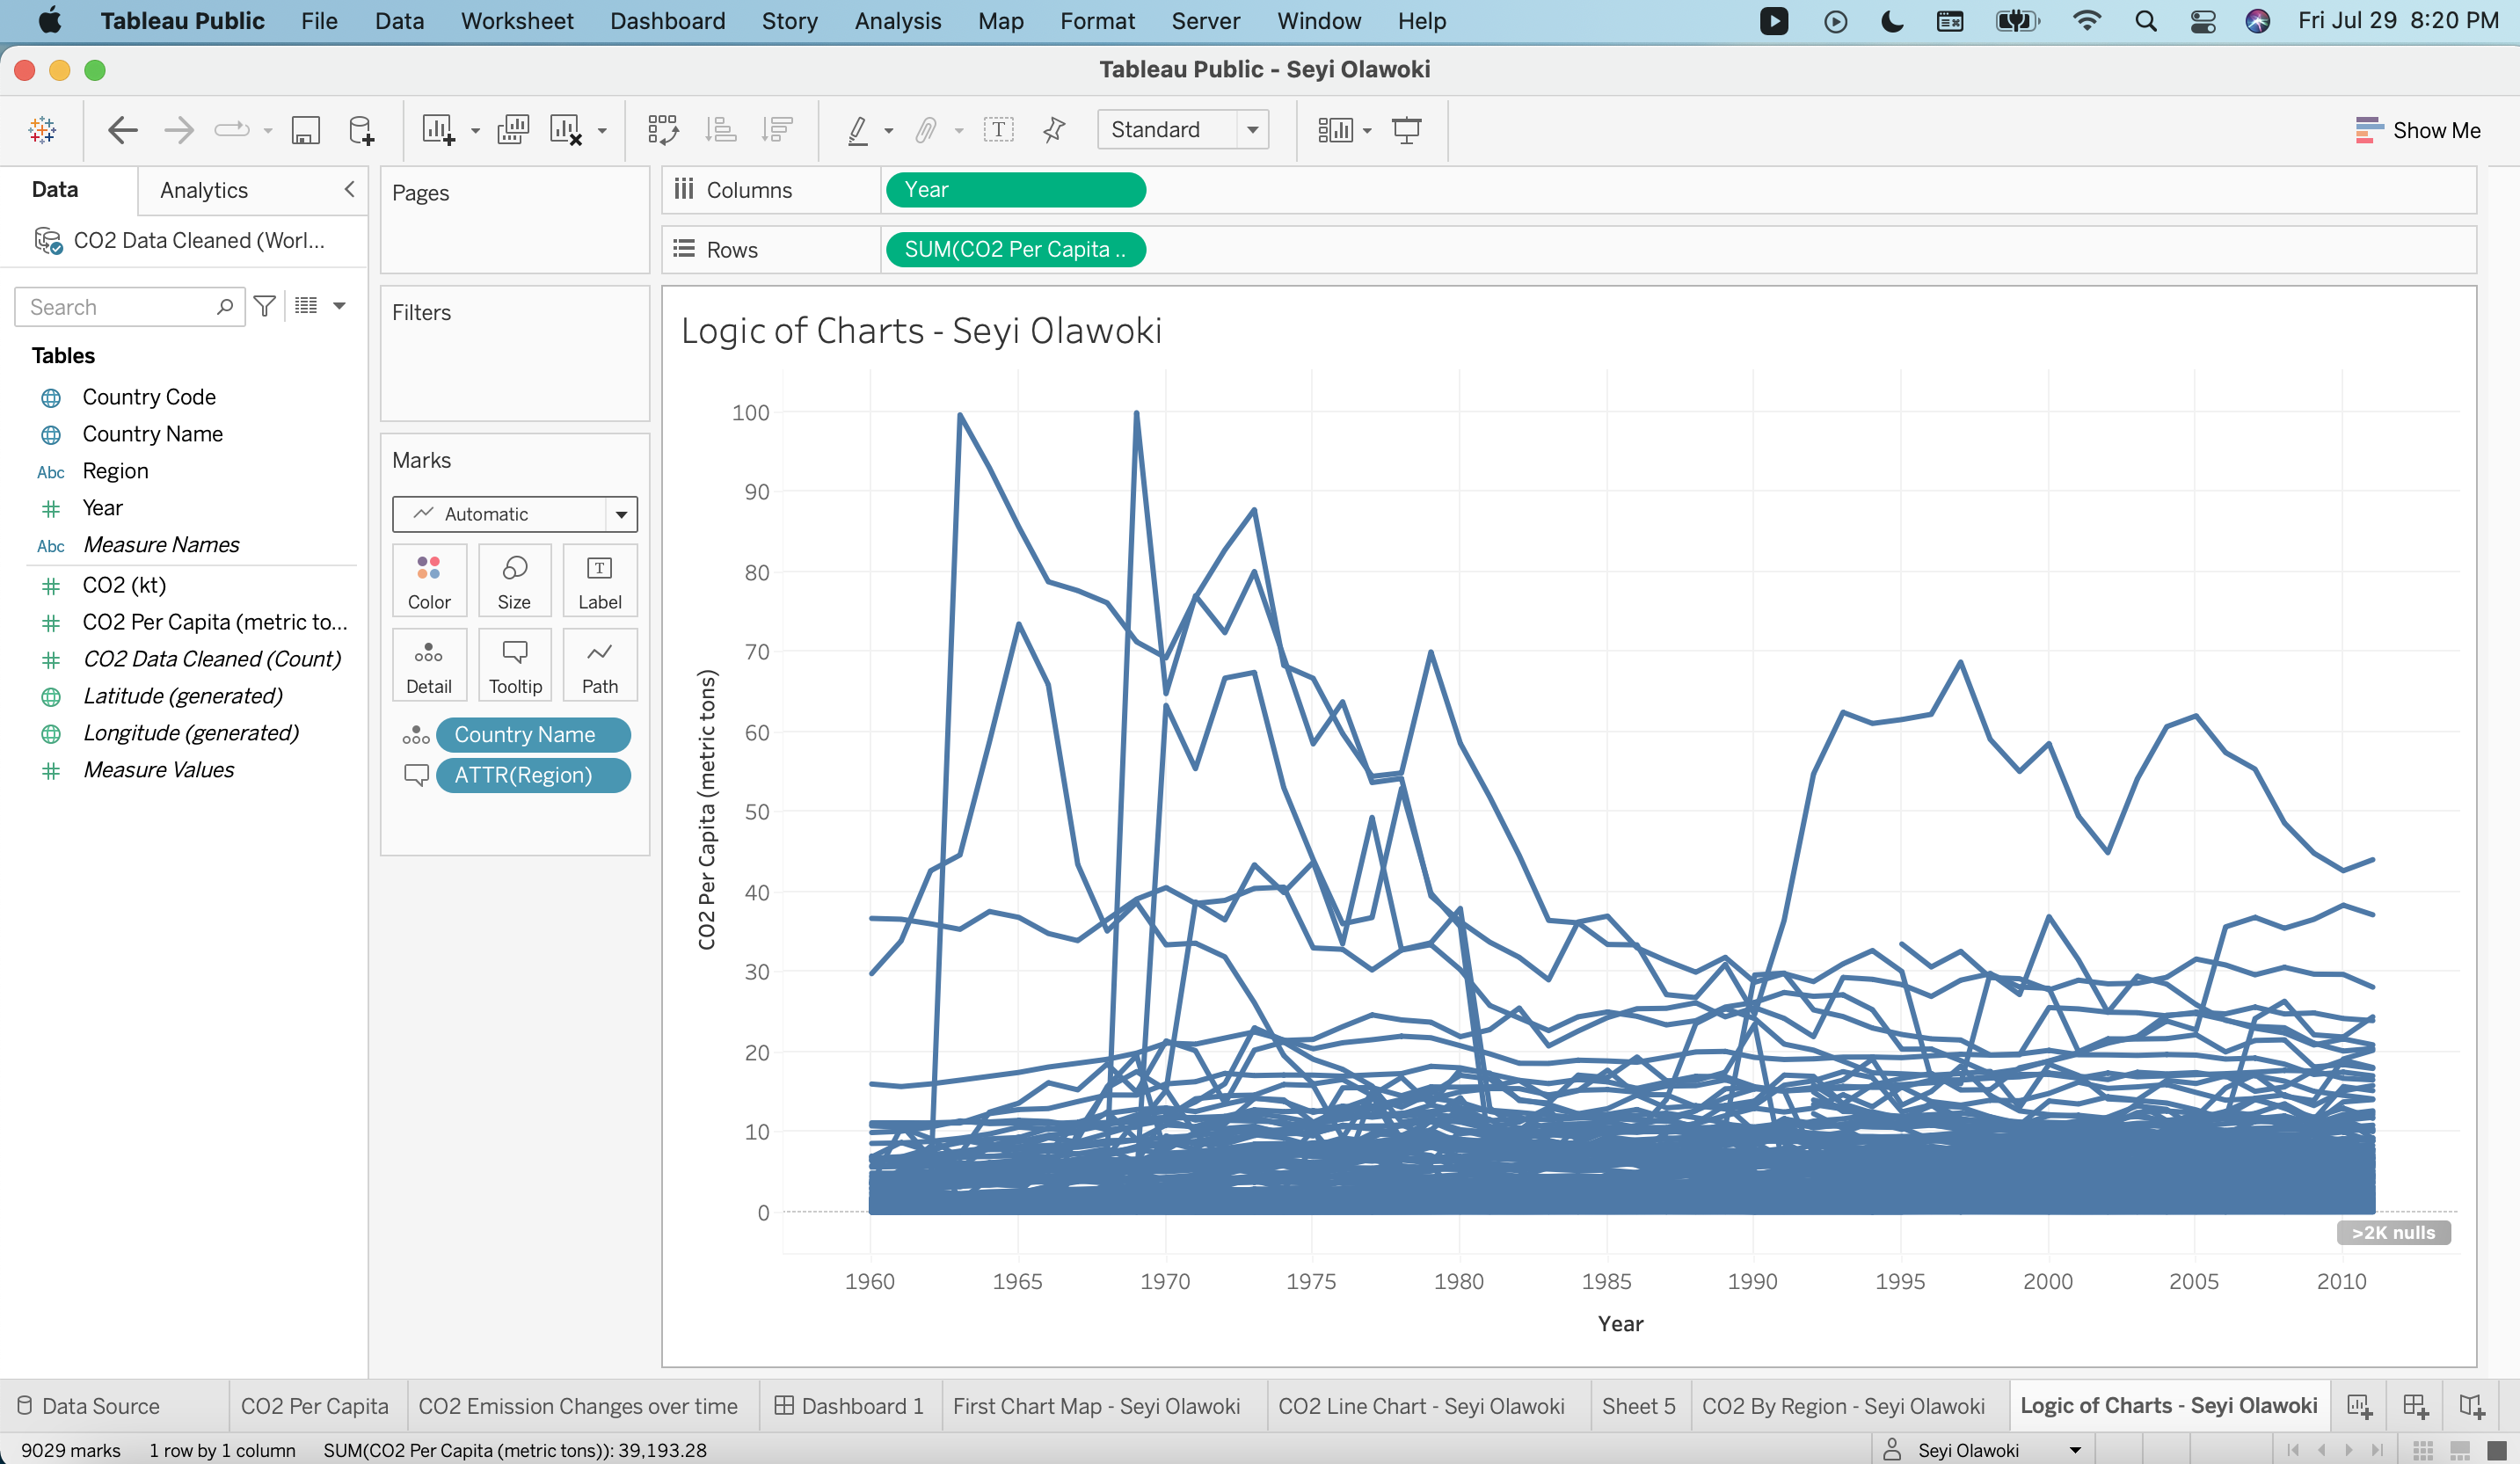 Tableau Public File Data Worksheet Dashboard Story Analysis Map Format Server Window Help Fri Jul 29 8:20 PM
Tableau Public - Seyi Olawoki
Standard Show Me
Data Analytics
CO2 Data Cleaned (Worl...
Search
Tables
Country Code
Country Name
Abc Region
Year
Abc Measure Names
CO2 (kt)
CO2 Per Capita (metric to...
CO2 Data Cleaned (Count)
Latitude (generated)
Longitude (generated)
Measure Values
Pages
Filters
Marks
Automatic
Color Size Label
Detail Tooltip Path
Country Name
ATTR(Region)
Columns Year
Rows SUM(CO2 Per Capita ..
Logic of Charts - Seyi Olawoki
100
90
80
70
60
50
40
30
20
10
0
CO2 Per Capita (metric tons)
>2K nulls
1960 1965 1970 1975 1980 1985 1990 1995 2000 2005 2010
Year
Data Source CO2 Per Capita CO2 Emission Changes over time Dashboard 1 First Chart Map - Seyi Olawoki CO2 Line Chart - Seyi Olawoki Sheet 5 CO2 By Region - Seyi Olawoki Logic of Charts - Seyi Olawoki
9029 marks 1 row by 1 column SUM(CO2 Per Capita (metric tons)): 39,193.28 Seyi Olawoki